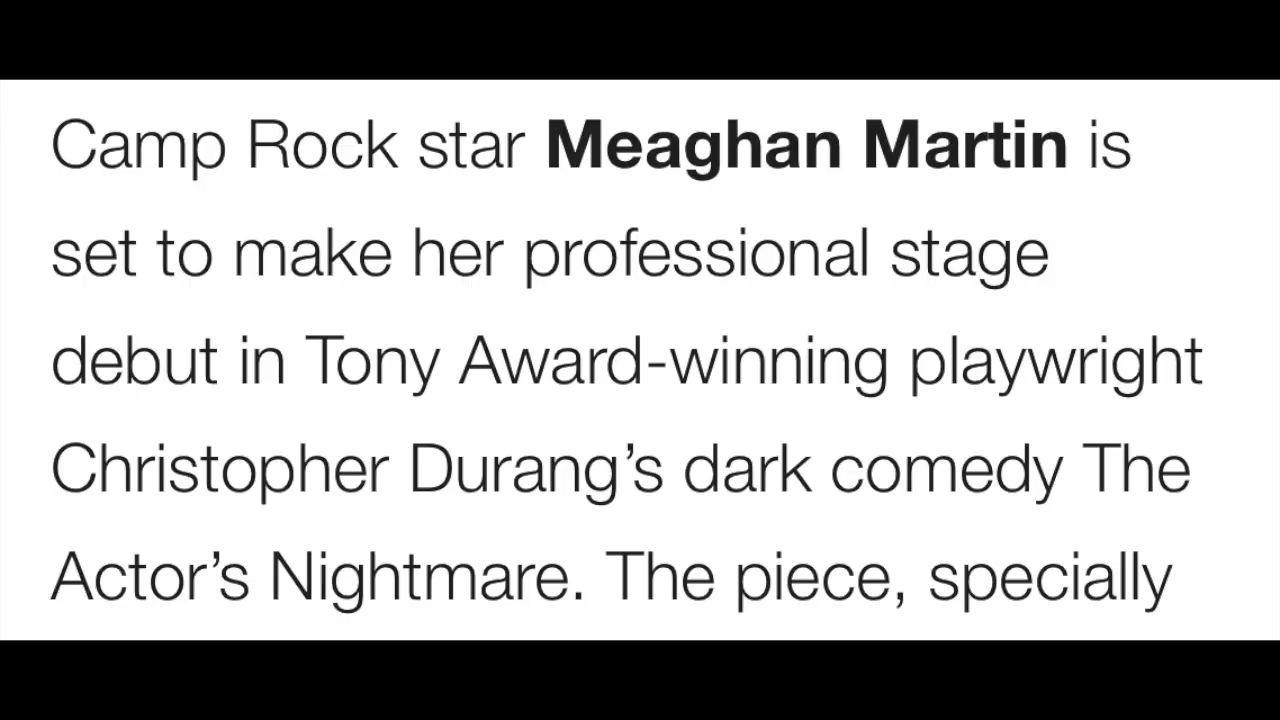 Camp Rock star Meaghan Martin is
set to make her professional stage
debut in Tony Award-winning playwright
Christopher Durang’s dark comedy The
Actor’s Nightmare. The piece, specially